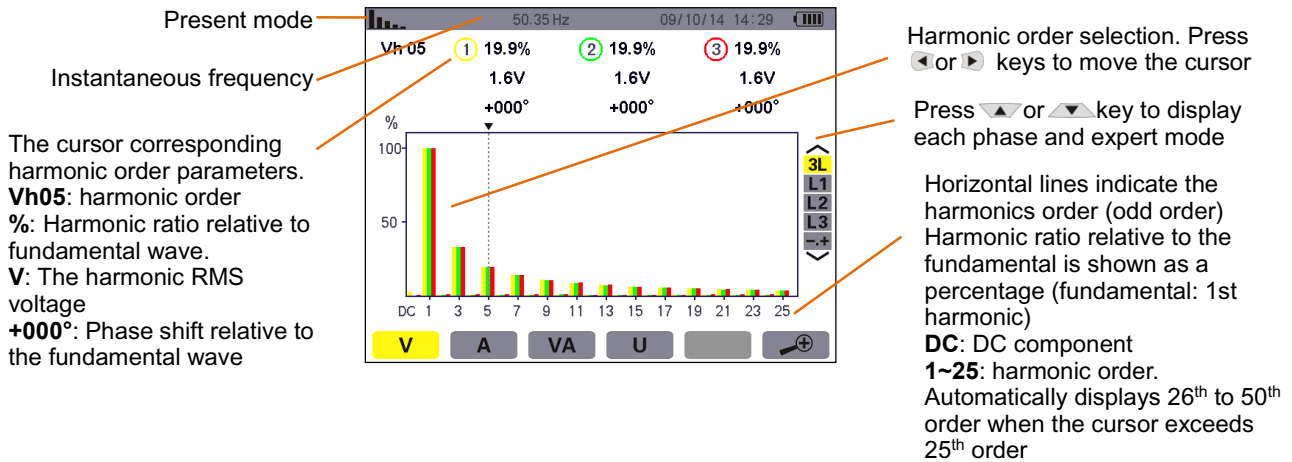 Present mode
Instantaneous frequency
The cursor corresponding
harmonic order parameters.
Vh05: harmonic order
%: Harmonic ratio relative to
fundamental wave.
V: The harmonic RMS
voltage
+000°: Phase shift relative to
the fundamental wave
50.35 Hz 09/10/14 14:29
Vh 05 1 19.9% 2 19.9% 3 19.9%
1.6V 1.6V 1.6V
+000° +000° +000°
%
100
50
DC 1 3 5 7 9 11 13 15 17 19 21 23 25
3L
L1
L2
L3
-.+
V A VA U
Harmonic order selection. Press
or keys to move the cursor
Press or key to display
each phase and expert mode
Horizontal lines indicate the
harmonics order (odd order)
Harmonic ratio relative to the
fundamental is shown as a
percentage (fundamental: 1st
harmonic)
DC: DC component
1~25: harmonic order.
Automatically displays 26th to 50th
order when the cursor exceeds
25th order